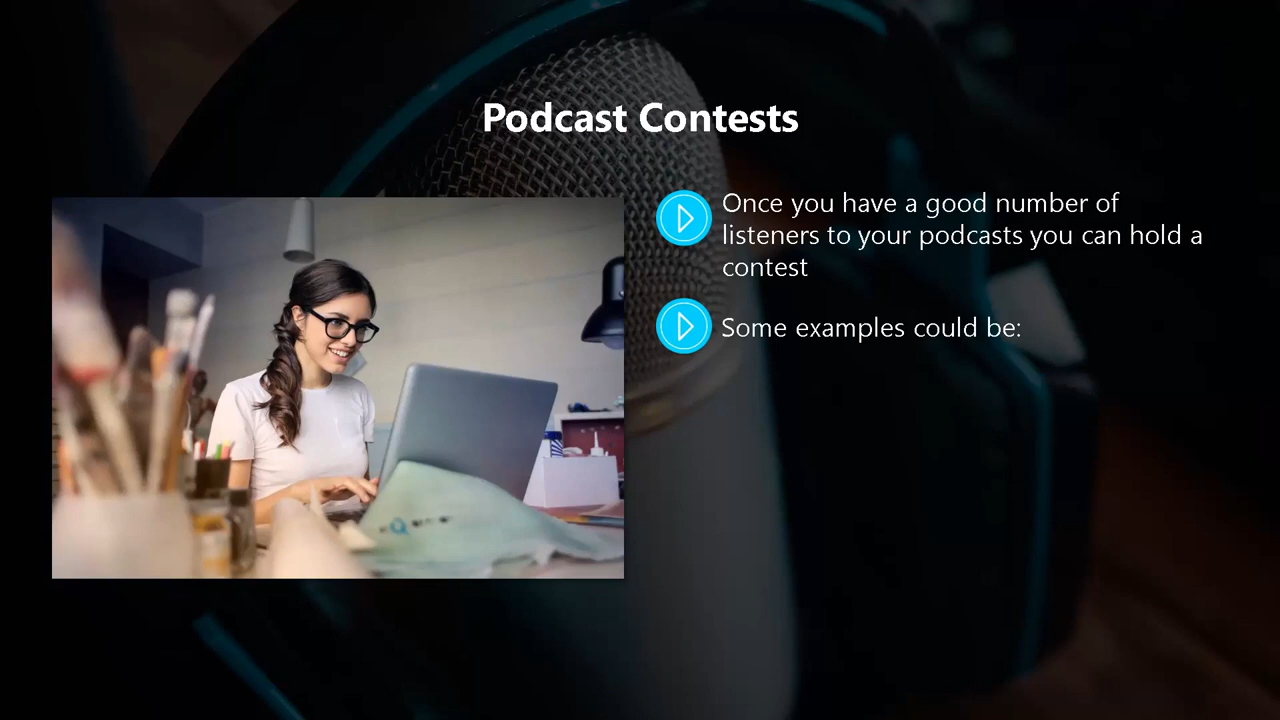 Podcast Contests
Once you have a good number of
listeners to your podcasts you can hold a
contest
Some examples could be: